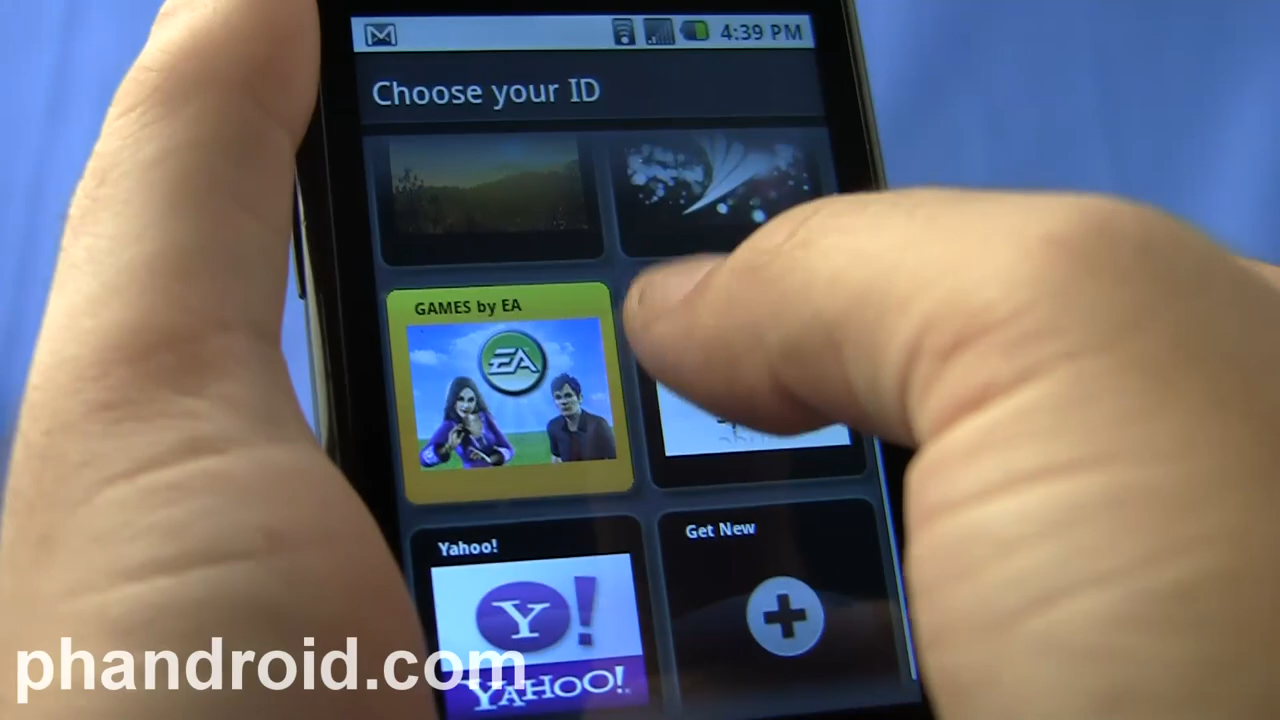 4:39 PM
Choose your ID
GAMES by EA
EA
Yahoo!
Get New
Y!
YAHOO!
phandroid.com